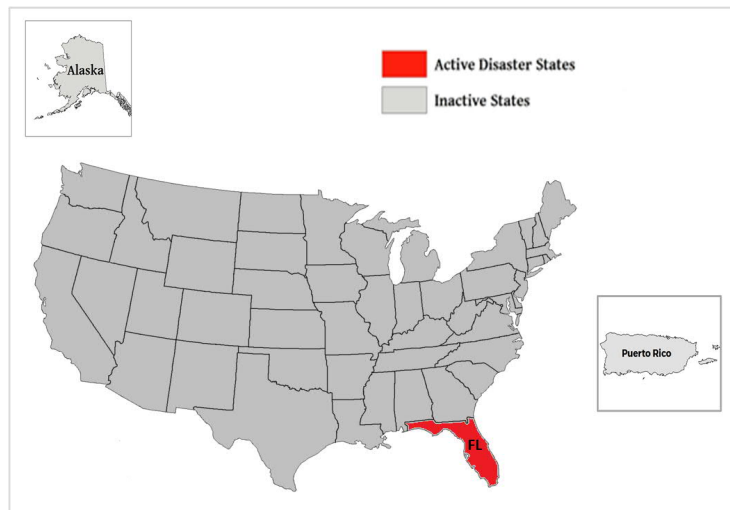 Alaska
Active Disaster States
Inactive States
Puerto Rico
FL